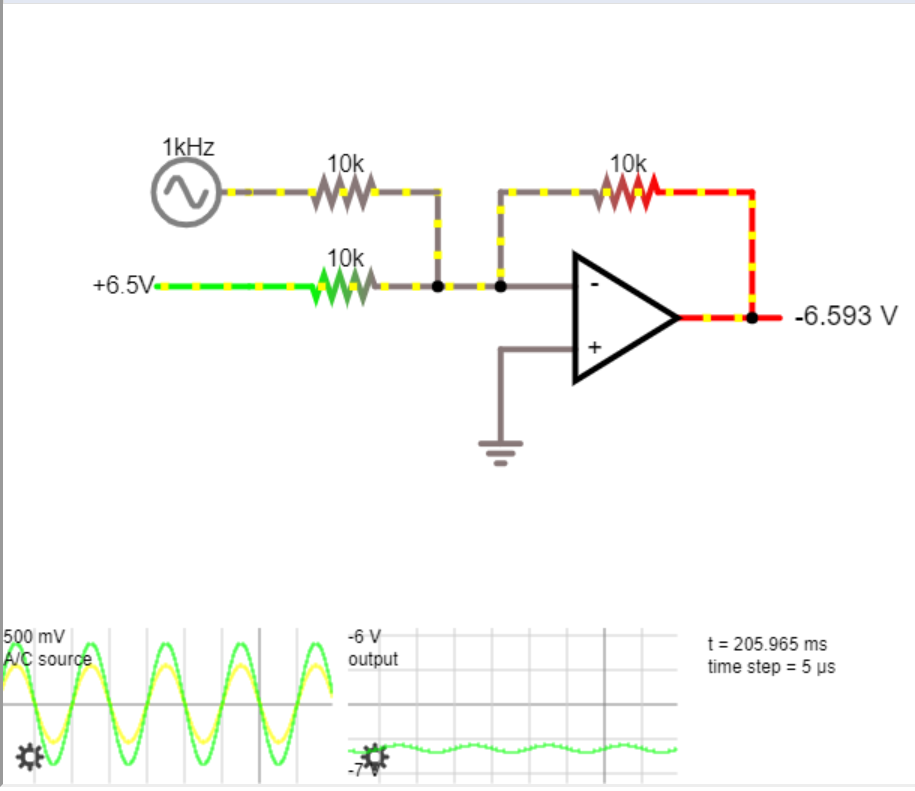 1kHz
10k
10k
10k
+6.5V
-
+
-6.593 V
500 mV
A/C source
-6 V
output
t = 205.965 ms
time step = 5 µs